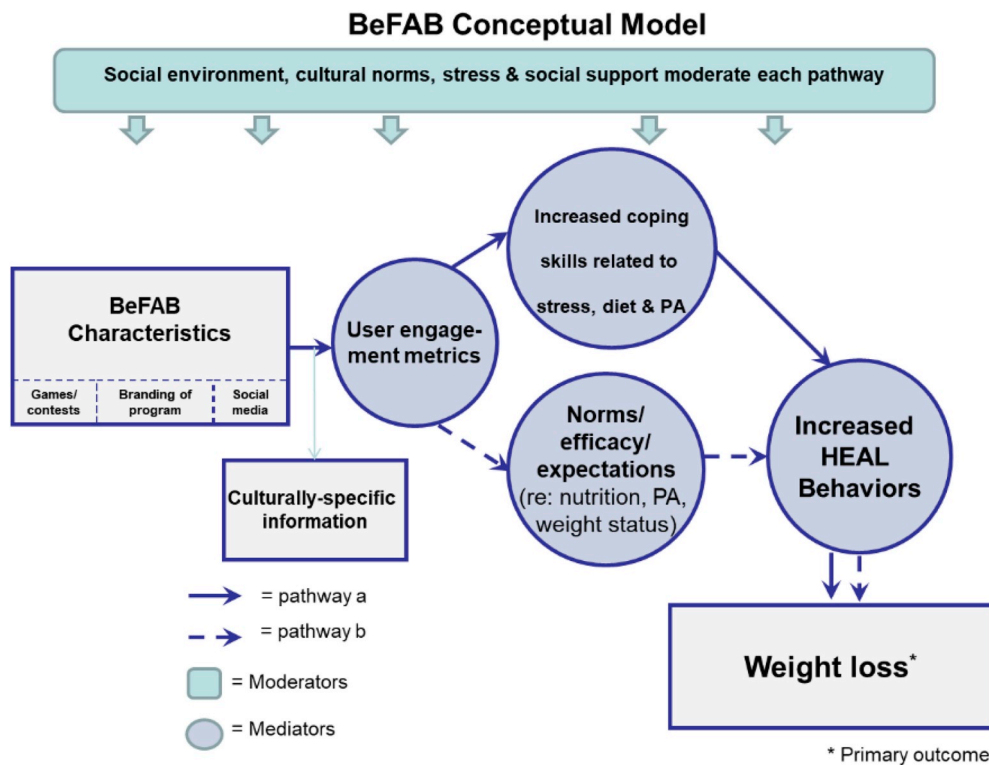 BeFAB Conceptual Model
Social environment, cultural norms, stress & social support moderate each pathway
Increased coping
skills related to
stress, diet & PA
BeFAB
Characteristics
Games/
contests
Branding of
program
Social
media
User engage-
ment metrics
Norms/
efficacy/
expectations
(re: nutrition, PA,
weight status)
Increased
HEAL
Behaviors
Culturally-specific
information
= pathway a
= pathway b
= Moderators
= Mediators
Weight loss*
* Primary outcome